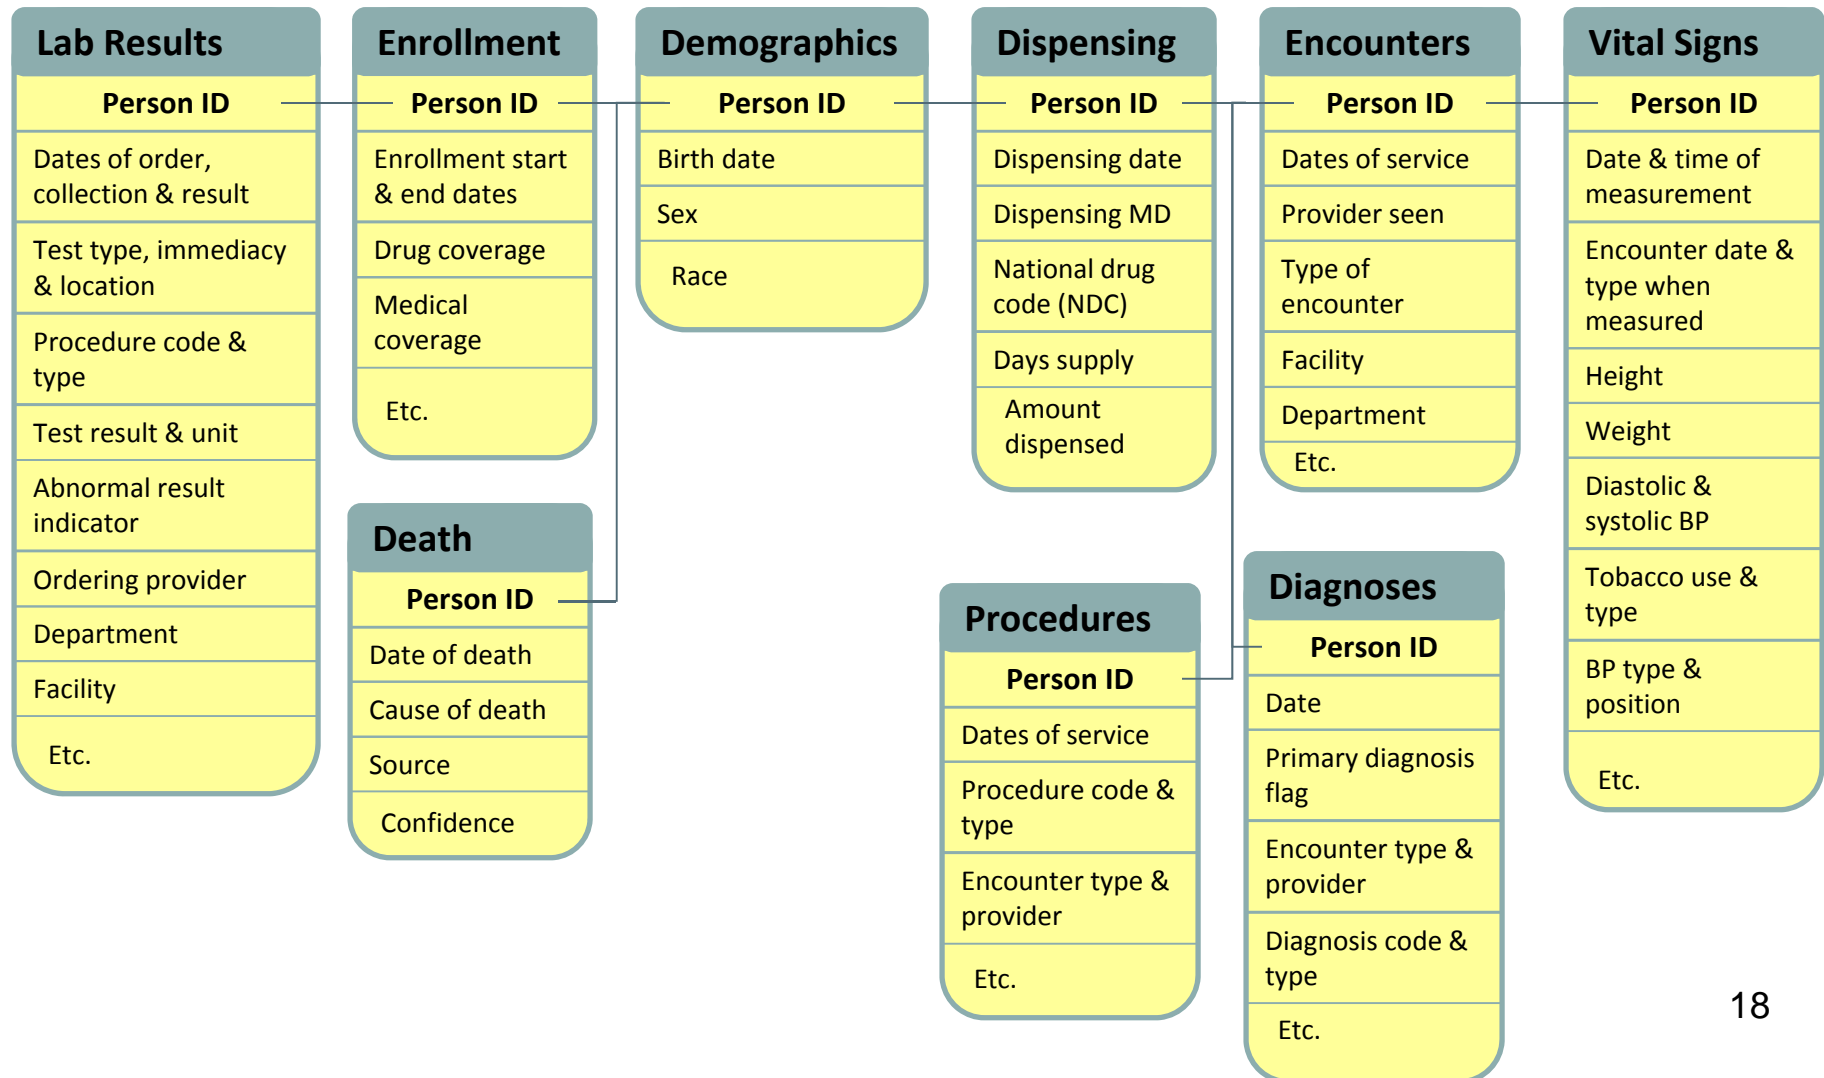 Lab Results
Person ID
Dates of order,
collection & result
Test type, immediacy
& location
Procedure code &
type
Test result & unit
Abnormal result
indicator
Ordering provider
Department
Facility
Etc.
Enrollment
Person ID
Enrollment start
& end dates
Drug coverage
Medical
coverage
Etc.
Death
Person ID
Date of death
Cause of death
Source
Confidence
Demographics
Person ID
Birth date
Sex
Race
Dispensing
Person ID
Dispensing date
Dispensing MD
National drug
code (NDC)
Days supply
Amount
dispensed
Encounters
Person ID
Dates of service
Provider seen
Type of
encounter
Facility
Department
Etc.
Procedures
Person ID
Dates of service
Procedure code &
type
Encounter type &
provider
Etc.
Diagnoses
Person ID
Date
Primary diagnosis
flag
Encounter type &
provider
Diagnosis code &
type
Etc.
Vital Signs
Person ID
Date & time of
measurement
Encounter date &
type when
measured
Height
Weight
Diastolic &
systolic BP
Tobacco use &
type
BP type &
position
Etc.
18